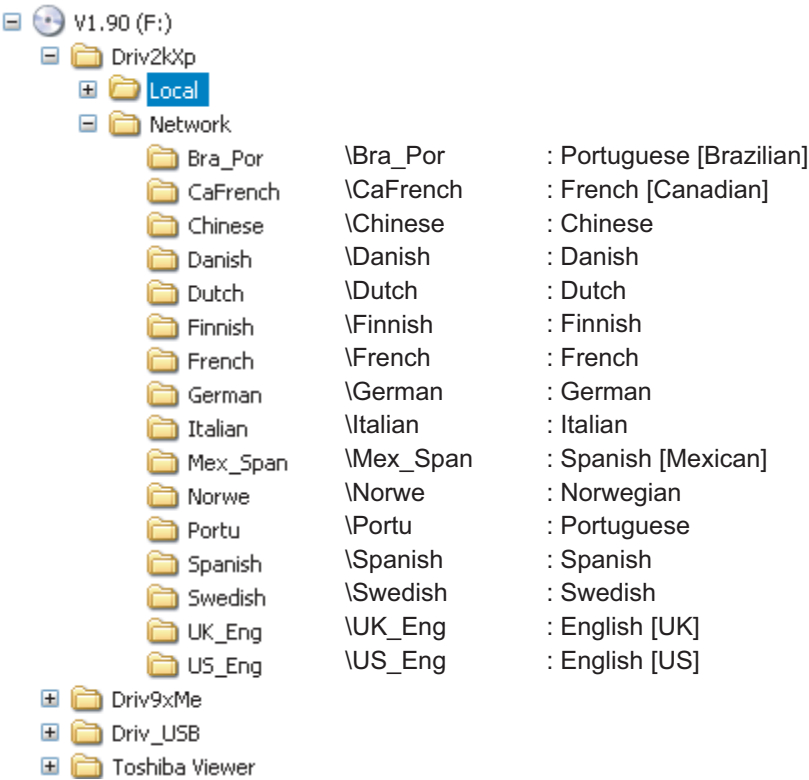 V1.90 (F:)
Driv2kXp
Local
Network
Bra_Por \Bra_Por : Portuguese [Brazilian]
CaFrench \CaFrench : French [Canadian]
Chinese \Chinese : Chinese
Danish \Danish : Danish
Dutch \Dutch : Dutch
Finnish \Finnish : Finnish
French \French : French
German \German : German
Italian \Italian : Italian
Mex_Span \Mex_Span : Spanish [Mexican]
Norwe \Norwe : Norwegian
Portu \Portu : Portuguese
Spanish \Spanish : Spanish
Swedish \Swedish : Swedish
UK_Eng \UK_Eng : English [UK]
US_Eng \US_Eng : English [US]
Driv9xMe
Driv_USB
Toshiba Viewer